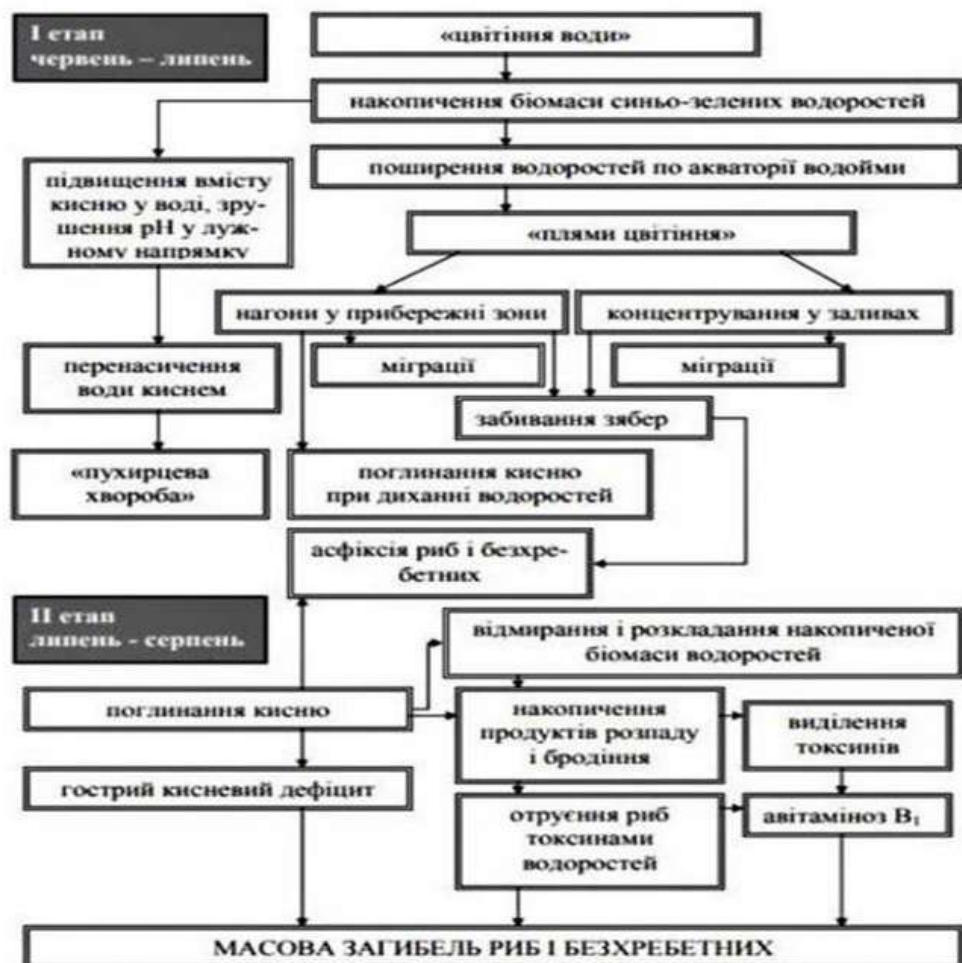 І етап
червень – липень
«цвітіння води»
накопичення біомаси синьо-зелених водоростей
поширення водоростей по акваторії водойми
підвищення вмісту
кисню у воді, зру-
шення рН у луж-
ному напрямку
«плями цвітіння»
нагони у прибережні зони
концентрування у заливах
перенасичення
води киснем
міграції
міграції
забивання зябер
«пухирцева
хвороба»
поглинання кисню
при диханні водоростей
асфіксія риб і безхре-
бетних
ІІ етап
липень - серпень
відмирання і розкладання накопиченої
біомаси водоростей
поглинання кисню
накопичення
продуктів розпаду
і бродіння
виділення
токсинів
гострий кисневий дефіцит
отруєння риб
токсинами
водоростей
авітаміноз В₁
МАСОВА ЗАГИБЕЛЬ РИБ І БЕЗХРЕБЕТНИХ